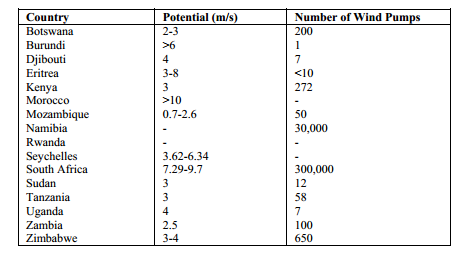 Country Potential (m/s) Number of Wind Pumps
Botswana 2-3 200
Burundi >6 1
Djibouti 4 7
Eritrea 3-8 <10
Kenya 3 272
Morocco >10 -
Mozambique 0.7-2.6 50
Namibia - 30,000
Rwanda - -
Seychelles 3.62-6.34 -
South Africa 7.29-9.7 300,000
Sudan 3 12
Tanzania 3 58
Uganda 4 7
Zambia 2.5 100
Zimbabwe 3-4 650